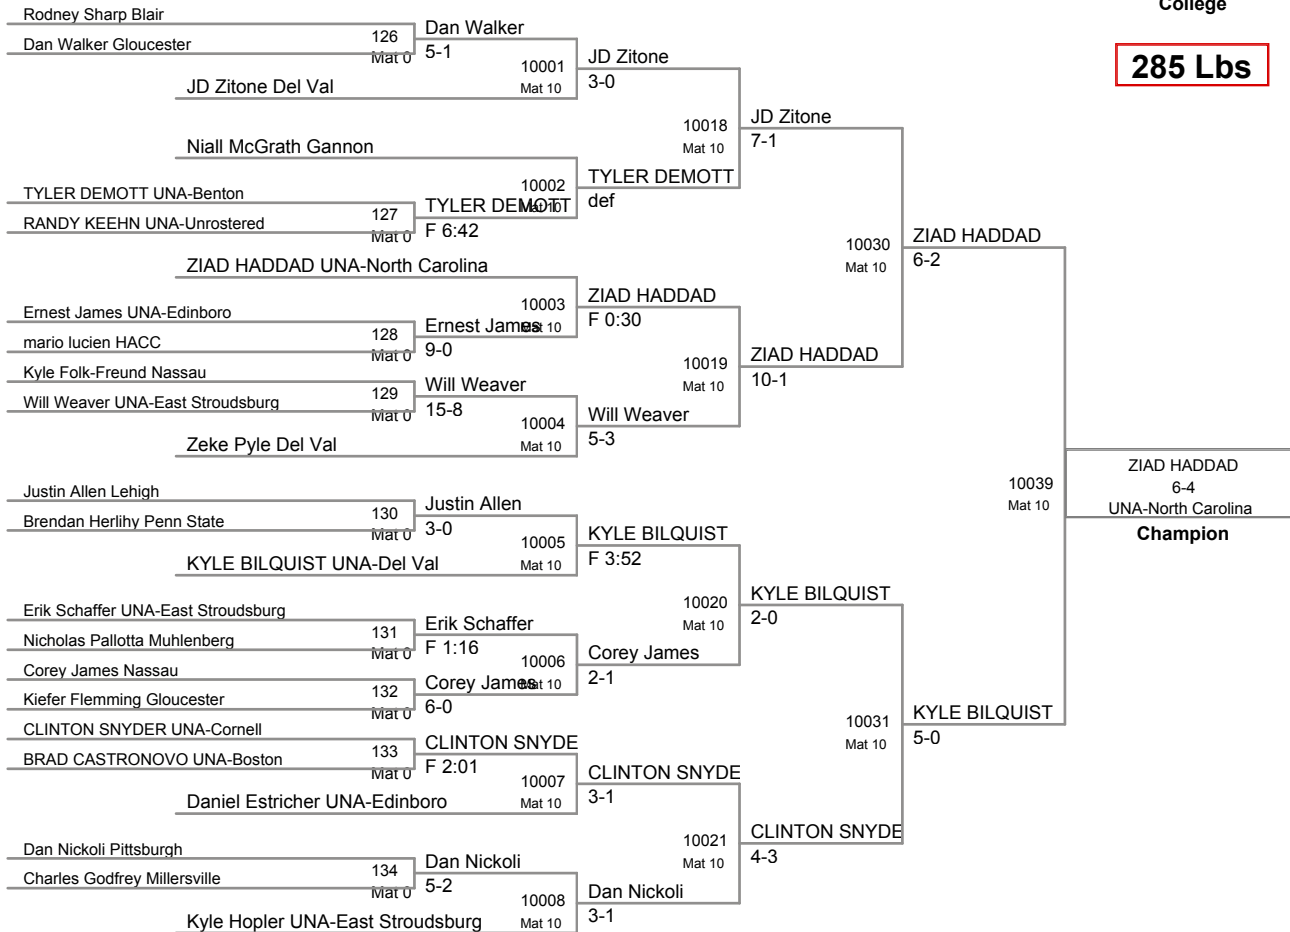 College
285 Lbs
Rodney Sharp Blair
Dan Walker Gloucester
126
Mat 0
Dan Walker
5-1
JD Zitone Del Val
10001
Mat 10
JD Zitone
3-0
Niall McGrath Gannon
TYLER DEMOTT UNA-Benton
RANDY KEEHN UNA-Unrostered
127
Mat 0
TYLER DEMOTT
F 6:42
10002
Mat 10
TYLER DEMOTT
def
10018
Mat 10
JD Zitone
7-1
ZIAD HADDAD UNA-North Carolina
Ernest James UNA-Edinboro
mario lucien HACC
128
Mat 0
Ernest James
9-0
10003
Mat 10
ZIAD HADDAD
F 0:30
Kyle Folk-Freund Nassau
Will Weaver UNA-East Stroudsburg
129
Mat 0
Will Weaver
15-8
Zeke Pyle Del Val
10004
Mat 10
Will Weaver
5-3
10019
Mat 10
ZIAD HADDAD
10-1
10030
Mat 10
ZIAD HADDAD
6-2
Justin Allen Lehigh
Brendan Herlihy Penn State
130
Mat 0
Justin Allen
3-0
KYLE BILQUIST UNA-Del Val
10005
Mat 10
KYLE BILQUIST
F 3:52
Erik Schaffer UNA-East Stroudsburg
Nicholas Pallotta Muhlenberg
131
Mat 0
Erik Schaffer
F 1:16
Corey James Nassau
Kiefer Flemming Gloucester
132
Mat 0
Corey James
6-0
10006
Mat 10
Corey James
2-1
10020
Mat 10
KYLE BILQUIST
2-0
CLINTON SNYDER UNA-Cornell
BRAD CASTRONOVO UNA-Boston
133
Mat 0
CLINTON SNYDE
F 2:01
Daniel Estricher UNA-Edinboro
10007
Mat 10
CLINTON SNYDE
3-1
Dan Nickoli Pittsburgh
Charles Godfrey Millersville
134
Mat 0
Dan Nickoli
5-2
Kyle Hopler UNA-East Stroudsburg
10008
Mat 10
Dan Nickoli
3-1
10021
Mat 10
CLINTON SNYDE
4-3
10031
Mat 10
KYLE BILQUIST
5-0
10039
Mat 10
ZIAD HADDAD
6-4
UNA-North Carolina
Champion